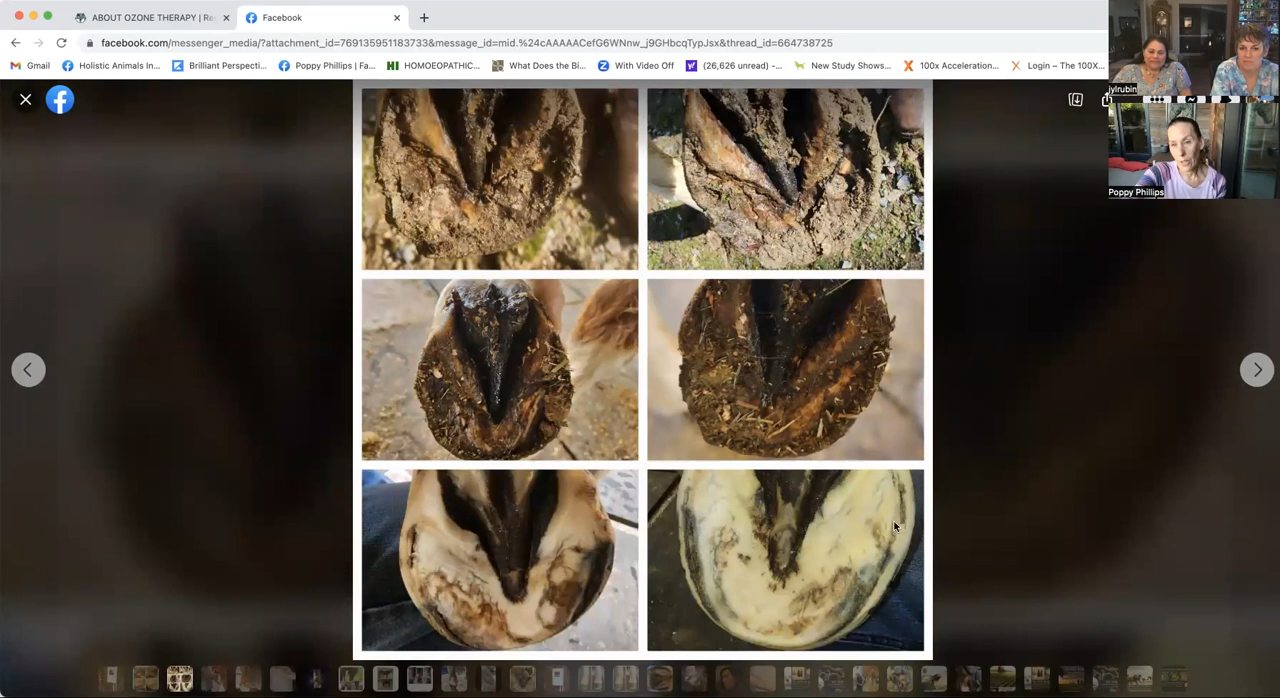 ABOUT OZONE THERAPY | Re
Facebook
facebook.com/messenger_media/?attachment_id=769135951183733&message_id=mid.%24cAAAAACefG6WNnw_j9GHbcqTypJsx&thread_id=664738725
Gmail
Holistic Animals In...
Brilliant Perspecti...
Poppy Phillips | Fa...
HOMOEOPATHIC...
What Does the Bi...
With Video Off
(26,626 unread) -...
New Study Shows...
100x Acceleration...
Login – The 100X...
jylrubin
Poppy Phillips